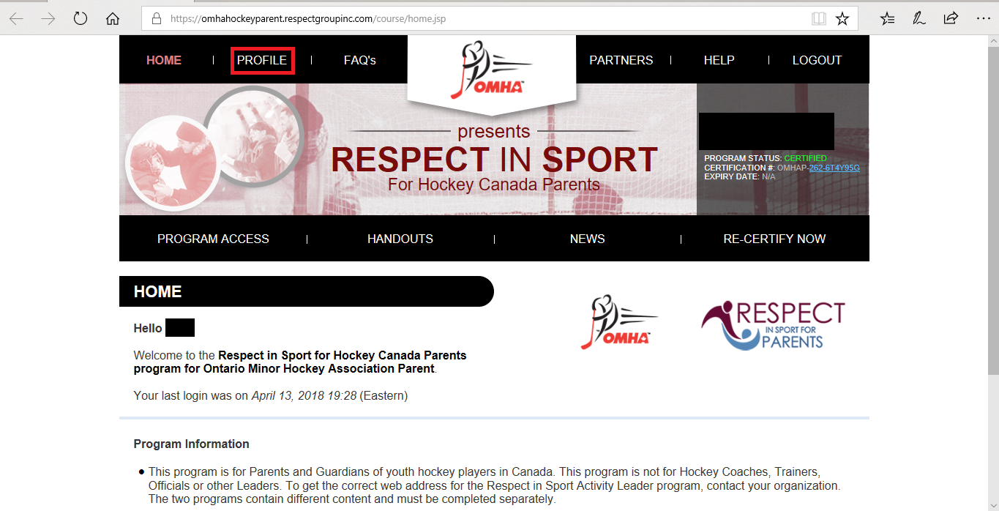 https://omhahockeyparent.respectgroupinc.com/course/home.jsp
HOME | PROFILE | FAQ's
OMHA™
PARTNERS | HELP | LOGOUT
presents
RESPECT IN SPORT
For Hockey Canada Parents
PROGRAM STATUS: CERTIFIED
CERTIFICATION #: OMHAP-262-6T4Y95G
EXPIRY DATE: N/A
PROGRAM ACCESS | HANDOUTS | NEWS | RE-CERTIFY NOW
HOME
Hello
Welcome to the Respect in Sport for Hockey Canada Parents
program for Ontario Minor Hockey Association Parent.
Your last login was on April 13, 2018 19:28 (Eastern)
OMHA™
RESPECT
IN SPORT FOR
PARENTS
Program Information
● This program is for Parents and Guardians of youth hockey players in Canada. This program is not for Hockey Coaches, Trainers,
Officials or other Leaders. To get the correct web address for the Respect in Sport Activity Leader program, contact your organization.
The two programs contain different content and must be completed separately.